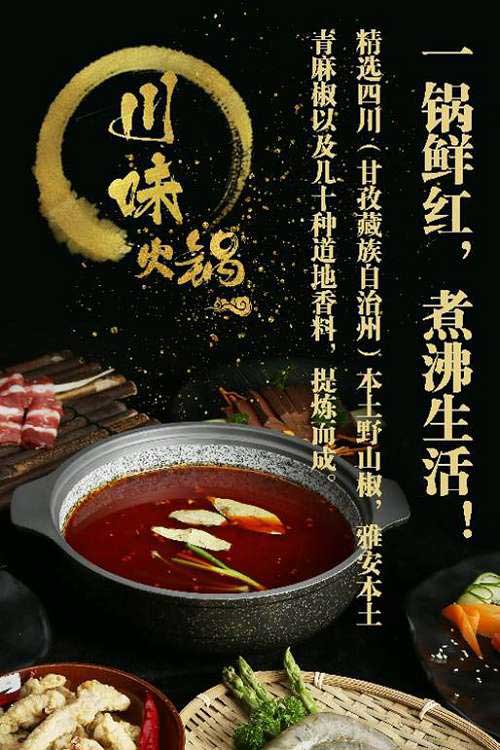 一锅鲜红，煮沸生活！
精选四川（甘孜藏族自治州）本土野山椒，雅安本土
青麻椒以及几十种道地香料，提炼而成。
川味
火锅